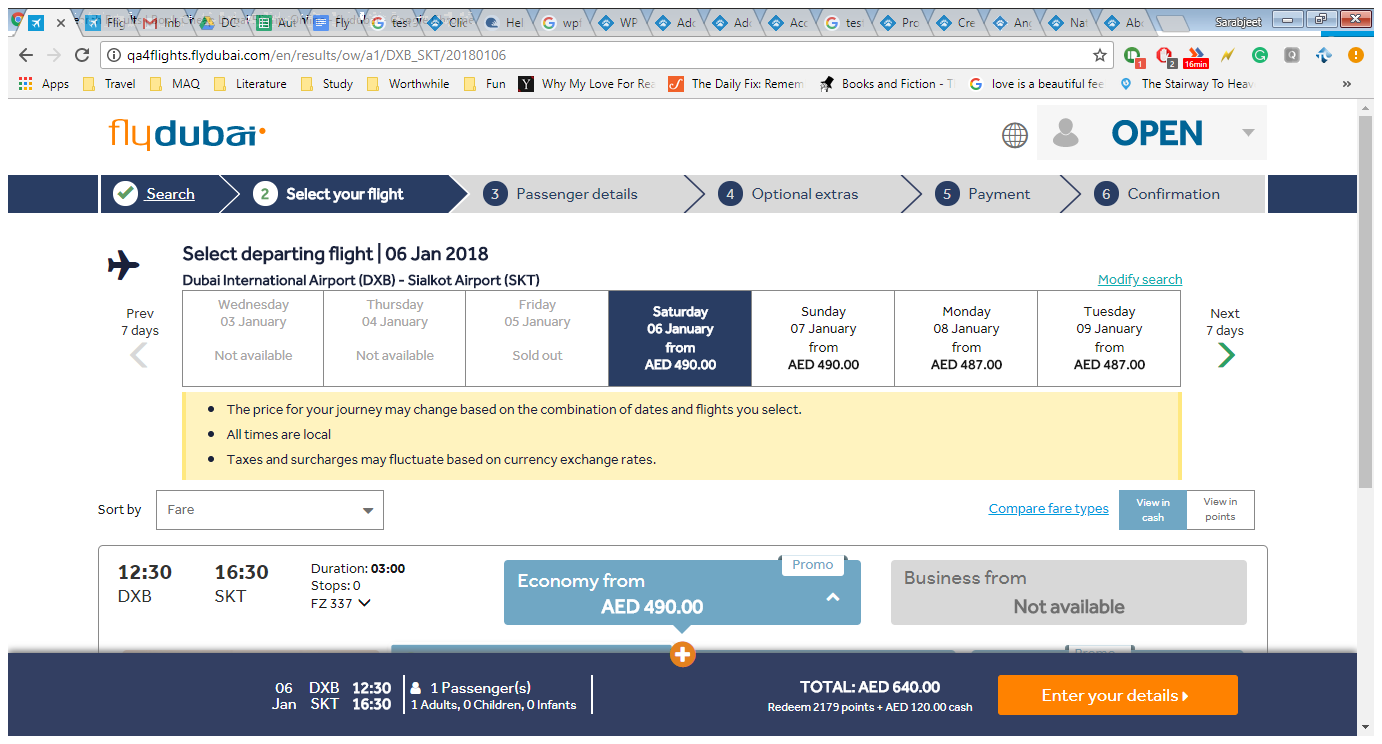 Flig
Inb
DC
Aut
Fly
tes
Clie
Hel
wpl
WP
Adc
Adc
Acc
tes
Pro
Cre
Ang
Nat
Abc
Sarabjeet
qa4flights.flydubai.com/en/results/ow/a1/DXB_SKT/20180106
1
2
16min
Apps
Travel
MAQ
Literature
Study
Worthwhile
Fun
Why My Love For Rea
The Daily Fix: Remem
Books and Fiction - T
love is a beautiful fee
The Stairway To Heav
»
flydubai
OPEN
Search
2 Select your flight
3 Passenger details
4 Optional extras
5 Payment
6 Confirmation
Select departing flight | 06 Jan 2018
Dubai International Airport (DXB) - Sialkot Airport (SKT)
Modify search
Prev
7 days
Wednesday
03 January
Not available
Thursday
04 January
Not available
Friday
05 January
Sold out
Saturday
06 January
from
AED 490.00
Sunday
07 January
from
AED 490.00
Monday
08 January
from
AED 487.00
Tuesday
09 January
from
AED 487.00
Next
7 days
• The price for your journey may change based on the combination of dates and flights you select.
• All times are local
• Taxes and surcharges may fluctuate based on currency exchange rates.
Sort by
Fare
Compare fare types
View in
cash
View in
points
12:30
DXB
16:30
SKT
Duration: 03:00
Stops: 0
FZ 337
Promo
Economy from
AED 490.00
Business from
Not available
Promo
06
Jan
DXB 12:30
SKT 16:30
1 Passenger(s)
1 Adults, 0 Children, 0 Infants
TOTAL: AED 640.00
Redeem 2179 points + AED 120.00 cash
Enter your details